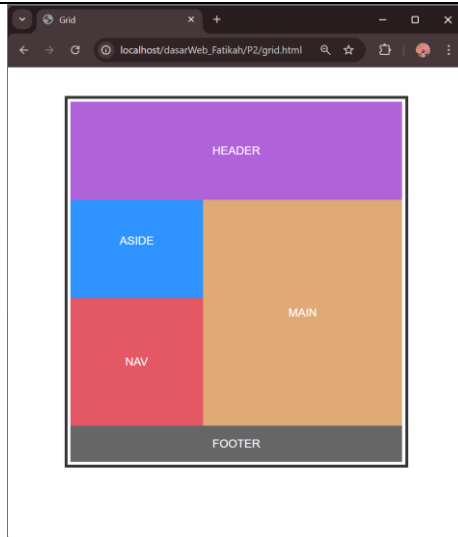 Grid
localhost/dasarWeb_Fatikah/P2/grid.html
HEADER
ASIDE
MAIN
NAV
FOOTER